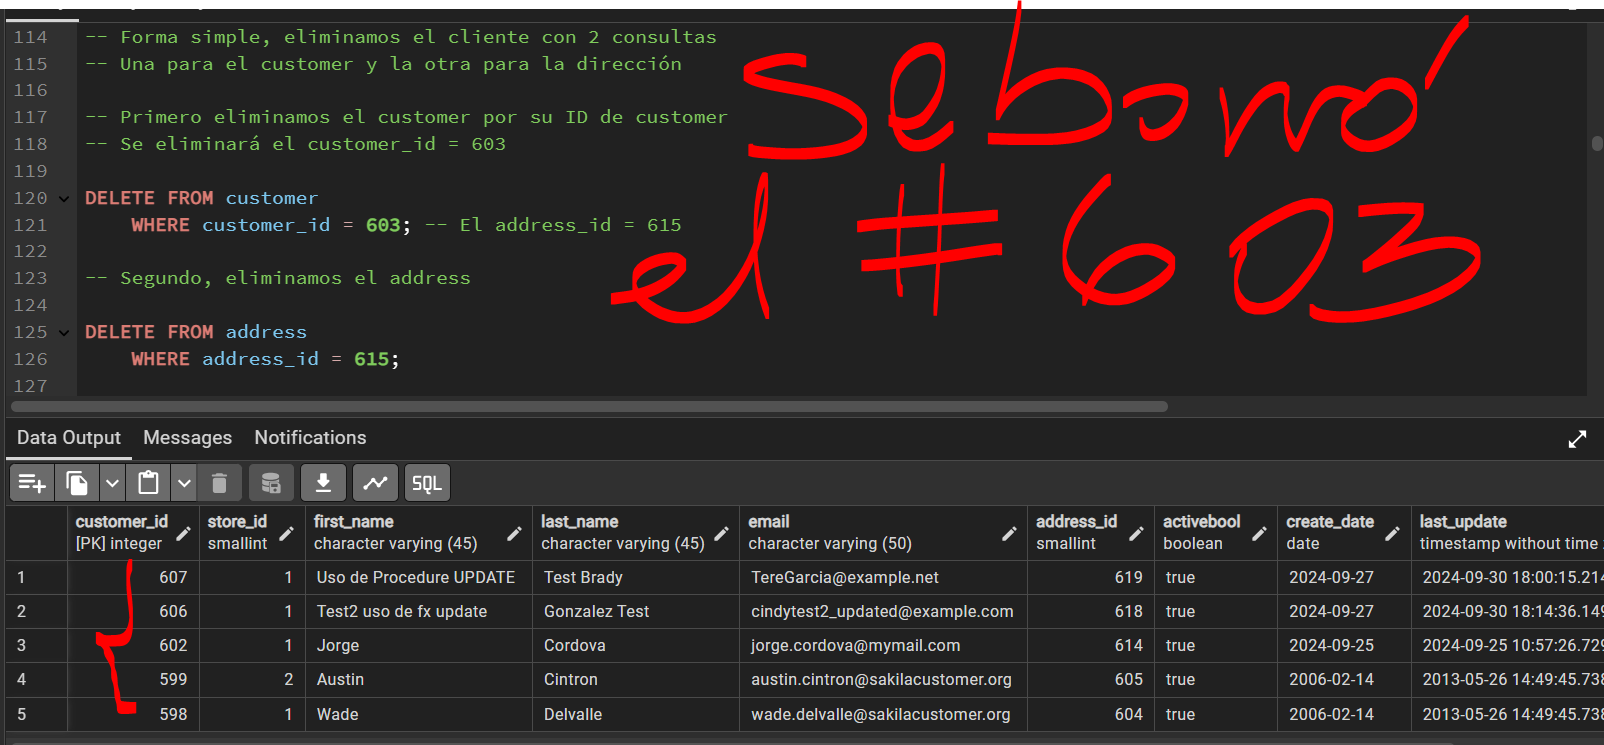 114 -- Forma simple, eliminamos el cliente con 2 consultas
115 -- Una para el customer y la otra para la dirección
116
117 -- Primero eliminamos el customer por su ID de customer
118 -- Se eliminará el customer_id = 603
119
120 DELETE FROM customer
121 WHERE customer_id = 603; -- El address_id = 615
122
123 -- Segundo, eliminamos el address
124
125 DELETE FROM address
126 WHERE address_id = 615;
127
Se borró
el # 603
Data Output Messages Notifications
SQL
customer_id store_id first_name last_name email address_id activebool create_date last_update
[PK] integer smallint character varying (45) character varying (45) character varying (50) smallint boolean date timestamp without time
1 607 1 Uso de Procedure UPDATE Test Brady TereGarcia@example.net 619 true 2024-09-27 2024-09-30 18:00:15.214
2 606 1 Test2 uso de fx update Gonzalez Test cindytest2_updated@example.com 618 true 2024-09-27 2024-09-30 18:14:36.149
3 602 1 Jorge Cordova jorge.cordova@mymail.com 614 true 2024-09-25 2024-09-25 10:57:26.729
4 599 2 Austin Cintron austin.cintron@sakilacustomer.org 605 true 2006-02-14 2013-05-26 14:49:45.738
5 598 1 Wade Delvalle wade.delvalle@sakilacustomer.org 604 true 2006-02-14 2013-05-26 14:49:45.738